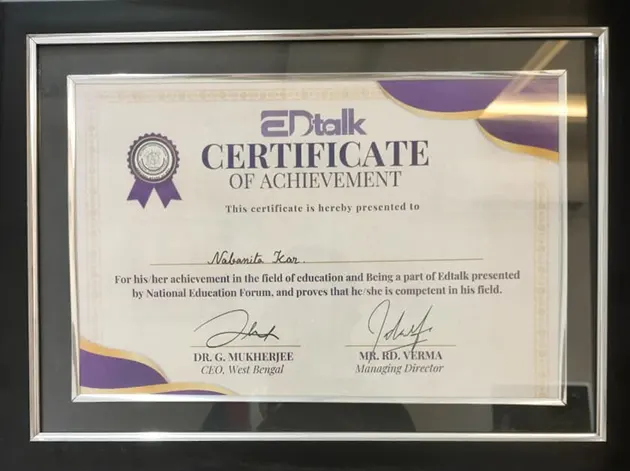 EDtalk
CERTIFICATE
OF ACHIEVEMENT
This certificate is hereby presented to
Nabanita Kar.
For his/her achievement in the field of education and Being a part of Edtalk presented
by National Education Forum, and proves that he/she is competent in his field.
DR. G. MUKHERJEE
CEO, West Bengal
MR. RD. VERMA
Managing Director